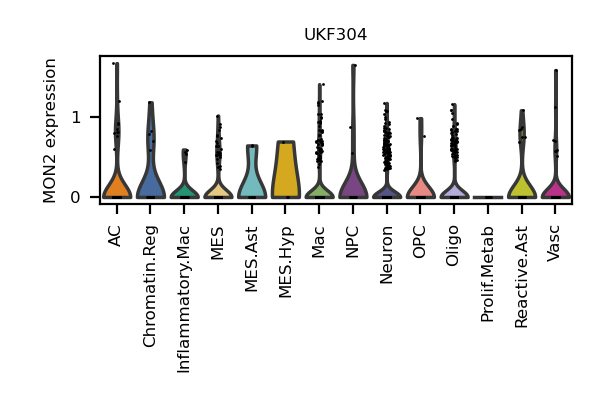 UKF304
MON2 expression
1
0
AC
Chromatin.Reg
Inflammatory.Mac
MES
MES.Ast
MES.Hyp
Mac
NPC
Neuron
OPC
Oligo
Prolif.Metab
Reactive.Ast
Vasc